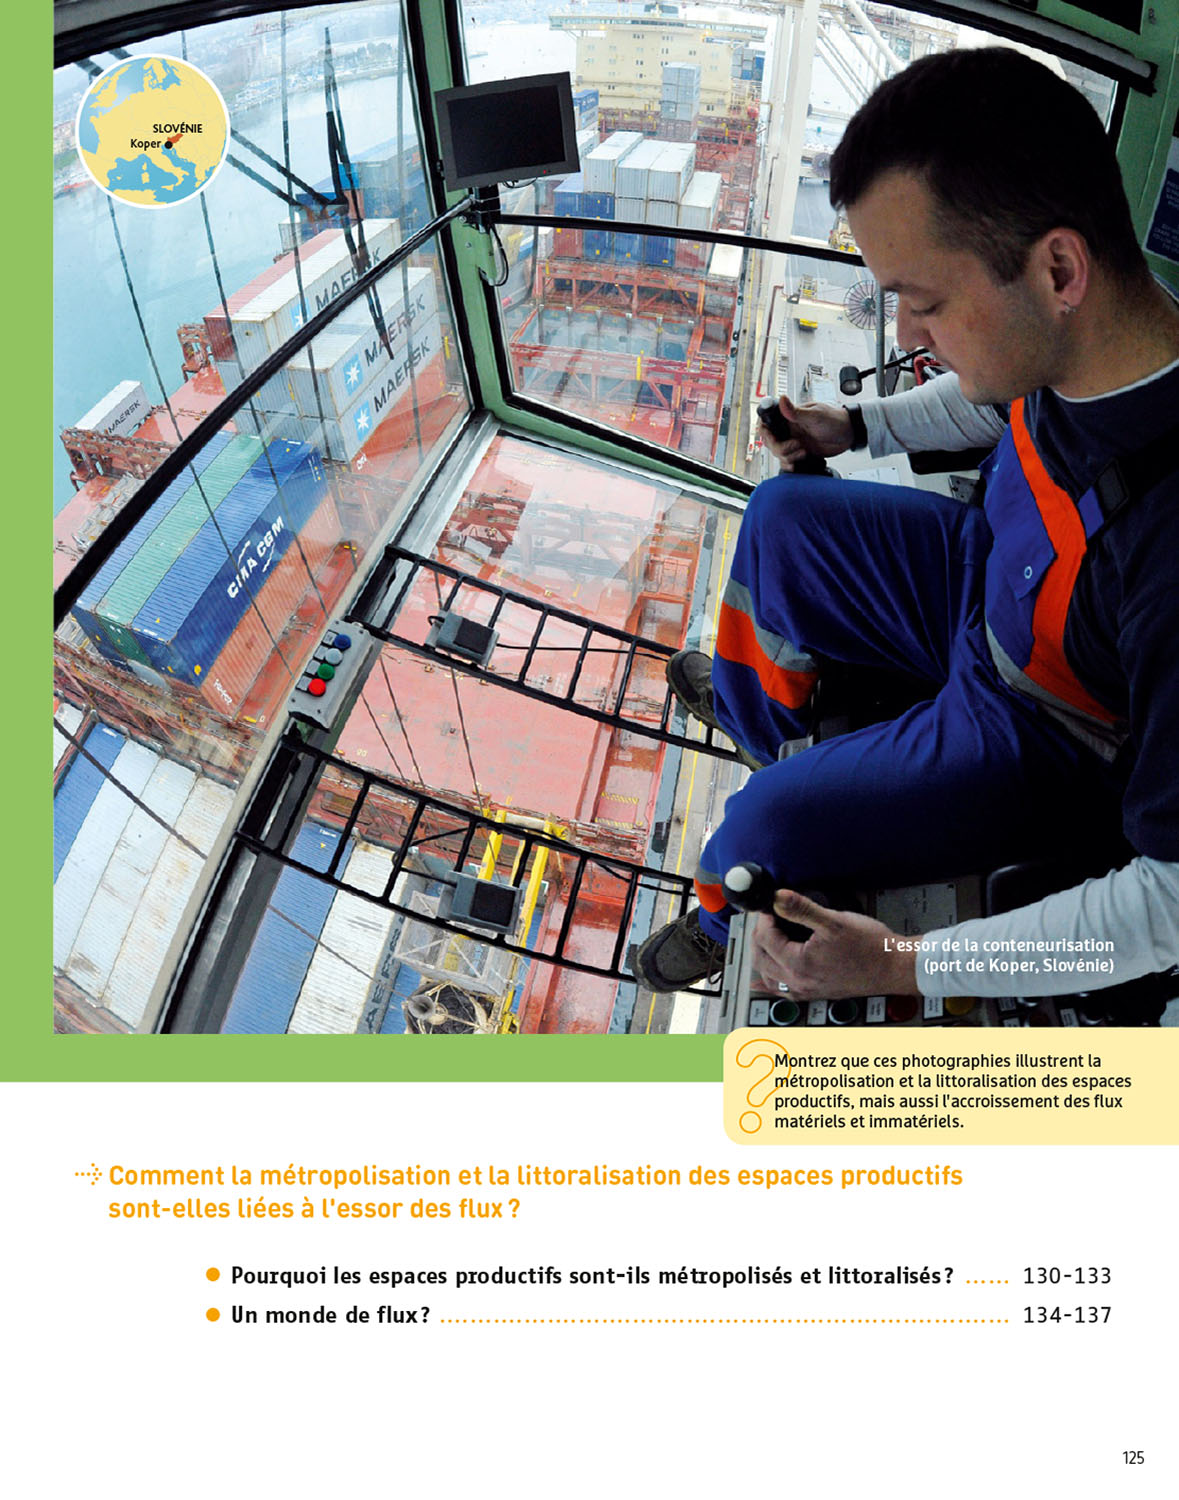 SLOVÉNIE
Koper
MAERSK
MAERSK
MAERSK
MAERSK
CMA CGM
L'essor de la conteneurisation
(port de Koper, Slovénie)
Montrez que ces photographies illustrent la
métropolisation et la littoralisation des espaces
productifs, mais aussi l'accroissement des flux
matériels et immatériels.
Comment la métropolisation et la littoralisation des espaces productifs
sont-elles liées à l'essor des flux ?
Pourquoi les espaces productifs sont-ils métropolisés et littoralisés ? ...... 130-133
Un monde de flux ? ........................................................................ 134-137
125